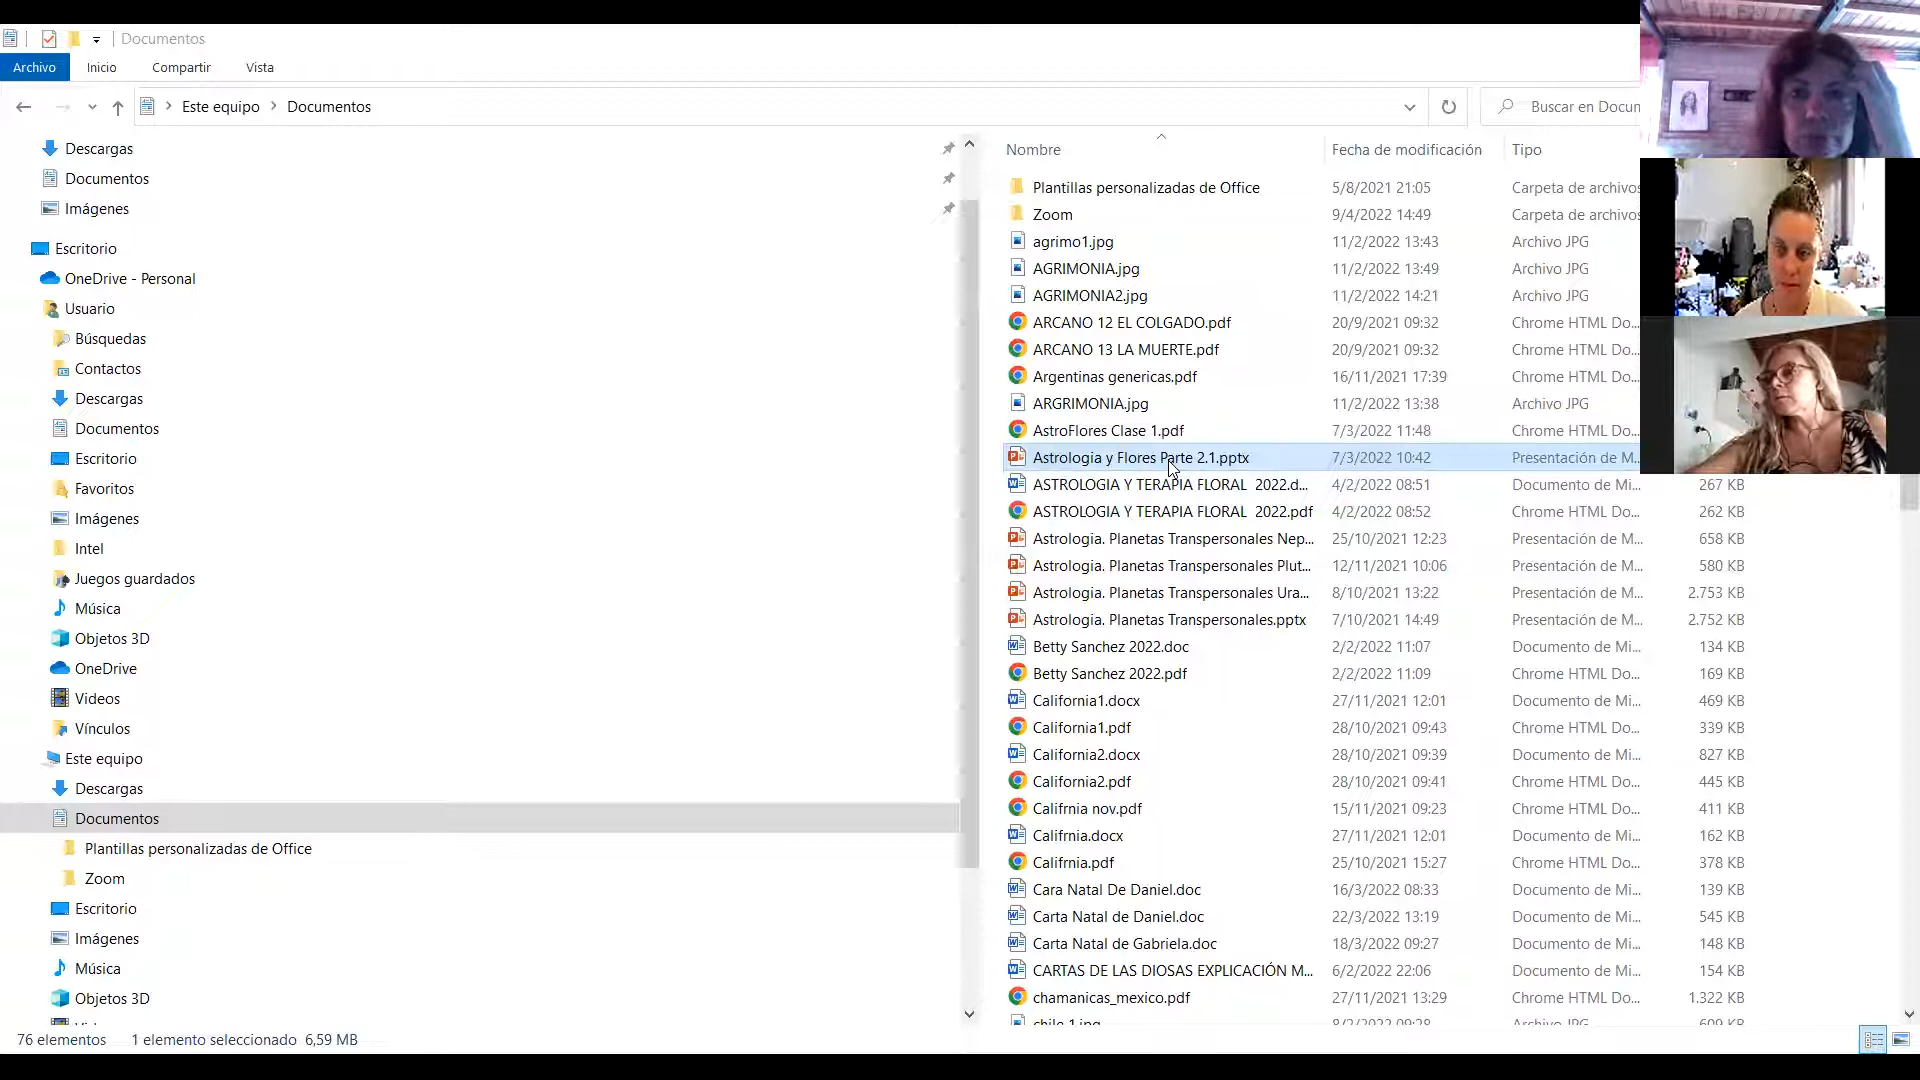 Documentos
Archivo Inicio Compartir Vista
Este equipo Documentos Buscar en Docun
Descargas
Documentos
Imágenes
Escritorio
OneDrive - Personal
Usuario
Búsquedas
Contactos
Descargas
Documentos
Escritorio
Favoritos
Imágenes
Intel
Juegos guardados
Música
Objetos 3D
OneDrive
Videos
Vínculos
Este equipo
Descargas
Documentos
Plantillas personalizadas de Office
Zoom
Escritorio
Imágenes
Música
Objetos 3D
Nombre Fecha de modificación Tipo
Plantillas personalizadas de Office 5/8/2021 21:05 Carpeta de archivos
Zoom 9/4/2022 14:49 Carpeta de archivos
agrimo1.jpg 11/2/2022 13:43 Archivo JPG
AGRIMONIA.jpg 11/2/2022 13:49 Archivo JPG
AGRIMONIA2.jpg 11/2/2022 14:21 Archivo JPG
ARCANO 12 EL COLGADO.pdf 20/9/2021 09:32 Chrome HTML Do...
ARCANO 13 LA MUERTE.pdf 20/9/2021 09:32 Chrome HTML Do...
Argentinas genericas.pdf 16/11/2021 17:39 Chrome HTML Do...
ARGRIMONIA.jpg 11/2/2022 13:38 Archivo JPG
AstroFlores Clase 1.pdf 7/3/2022 11:48 Chrome HTML Do...
Astrologia y Flores Parte 2.1.pptx 7/3/2022 10:42 Presentación de M...
ASTROLOGIA Y TERAPIA FLORAL 2022.d... 4/2/2022 08:51 Documento de Mi... 267 KB
ASTROLOGIA Y TERAPIA FLORAL 2022.pdf 4/2/2022 08:52 Chrome HTML Do... 262 KB
Astrologia. Planetas Transpersonales Nep... 25/10/2021 12:23 Presentación de M... 658 KB
Astrologia. Planetas Transpersonales Plut... 12/11/2021 10:06 Presentación de M... 580 KB
Astrologia. Planetas Transpersonales Ura... 8/10/2021 13:22 Presentación de M... 2.753 KB
Astrologia. Planetas Transpersonales.pptx 7/10/2021 14:49 Presentación de M... 2.752 KB
Betty Sanchez 2022.doc 2/2/2022 11:07 Documento de Mi... 134 KB
Betty Sanchez 2022.pdf 2/2/2022 11:09 Chrome HTML Do... 169 KB
California1.docx 27/11/2021 12:01 Documento de Mi... 469 KB
California1.pdf 28/10/2021 09:43 Chrome HTML Do... 339 KB
California2.docx 28/10/2021 09:39 Documento de Mi... 827 KB
California2.pdf 28/10/2021 09:41 Chrome HTML Do... 445 KB
Califrnia nov.pdf 15/11/2021 09:23 Chrome HTML Do... 411 KB
Califrnia.docx 27/11/2021 12:01 Documento de Mi... 162 KB
Califrnia.pdf 25/10/2021 15:27 Chrome HTML Do... 378 KB
Cara Natal De Daniel.doc 16/3/2022 08:33 Documento de Mi... 139 KB
Carta Natal de Daniel.doc 22/3/2022 13:19 Documento de Mi... 545 KB
Carta Natal de Gabriela.doc 18/3/2022 09:27 Documento de Mi... 148 KB
CARTAS DE LAS DIOSAS EXPLICACIÓN M... 6/2/2022 22:06 Documento de Mi... 154 KB
chamanicas_mexico.pdf 27/11/2021 13:29 Chrome HTML Do... 1.322 KB
chile 1.jpg 8/2/2022 09:28 Archivo JPG 609 KB
76 elementos 1 elemento seleccionado 6,59 MB